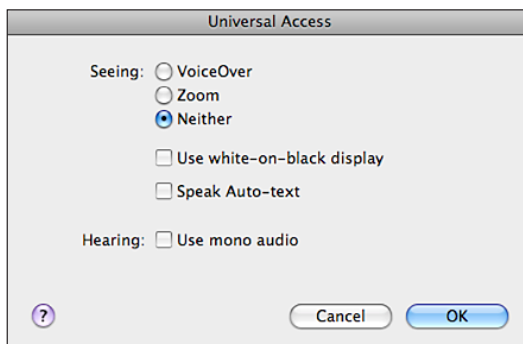 Universal Access
Seeing: VoiceOver
Zoom
Neither
Use white-on-black display
Speak Auto-text
Hearing: Use mono audio
? Cancel OK